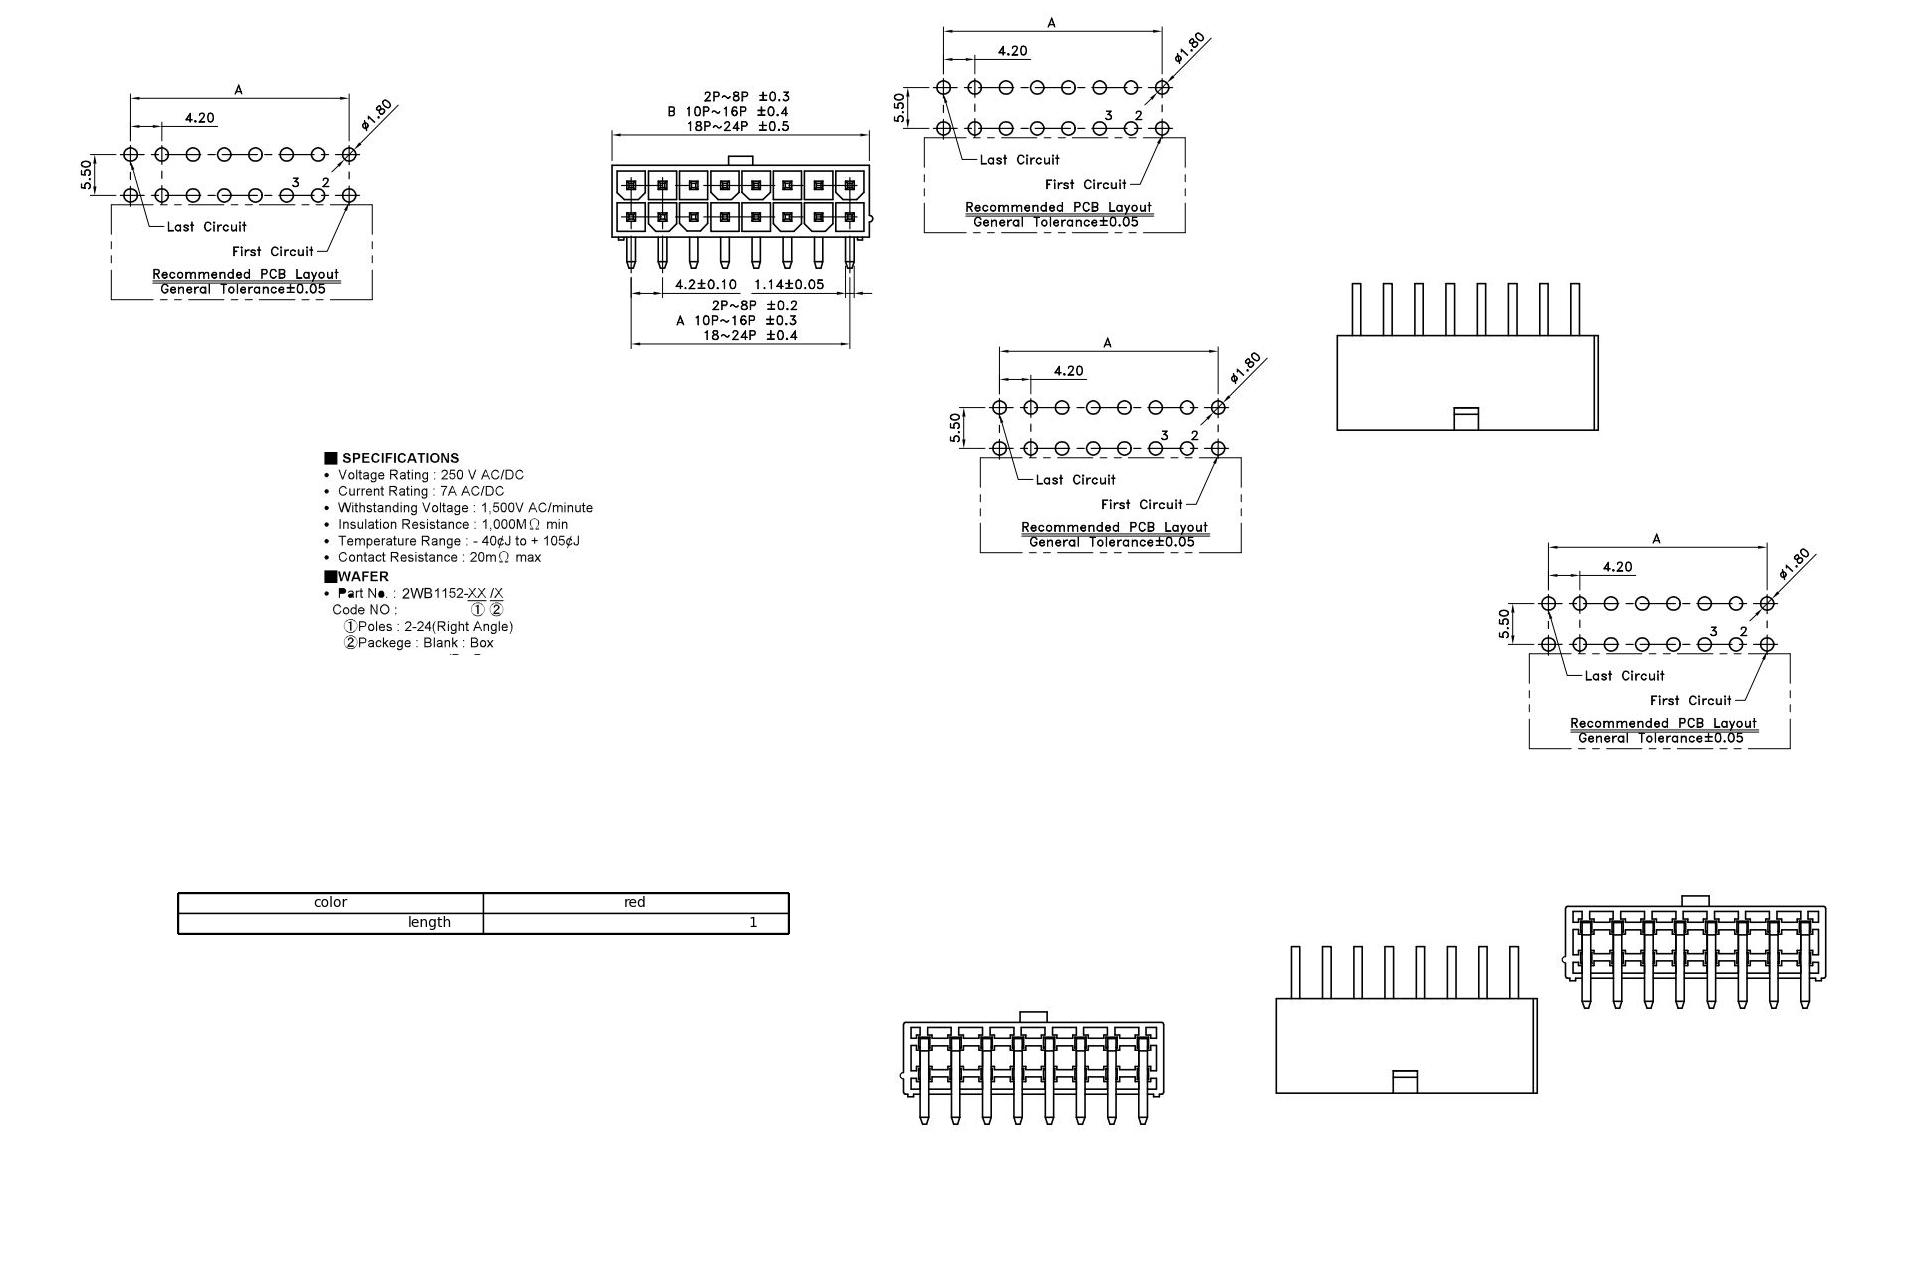 A
4.20
ø1.80
5.50
3 2
Last Circuit
First Circuit
Recommended PCB Layout
General Tolerance±0.05
2P~8P ±0.3
B 10P~16P ±0.4
18P~24P ±0.5
4.2±0.10 1.14±0.05
2P~8P ±0.2
A 10P~16P ±0.3
18~24P ±0.4
A
4.20
ø1.80
5.50
3 2
Last Circuit
First Circuit
Recommended PCB Layout
General Tolerance±0.05
A
4.20
ø1.80
5.50
3 2
Last Circuit
First Circuit
Recommended PCB Layout
General Tolerance±0.05
■ SPECIFICATIONS
• Voltage Rating : 250 V AC/DC
• Current Rating : 7A AC/DC
• Withstanding Voltage : 1,500V AC/minute
• Insulation Resistance : 1,000MΩ min
• Temperature Range : - 40¢J to + 105¢J
• Contact Resistance : 20mΩ max
■WAFER
• Part No. : 2WB1152-XX /X
Code NO : ① ②
①Poles : 2-24(Right Angle)
②Packege : Blank : Box
A
4.20
ø1.80
5.50
3 2
Last Circuit
First Circuit
Recommended PCB Layout
General Tolerance±0.05
color red
length 1